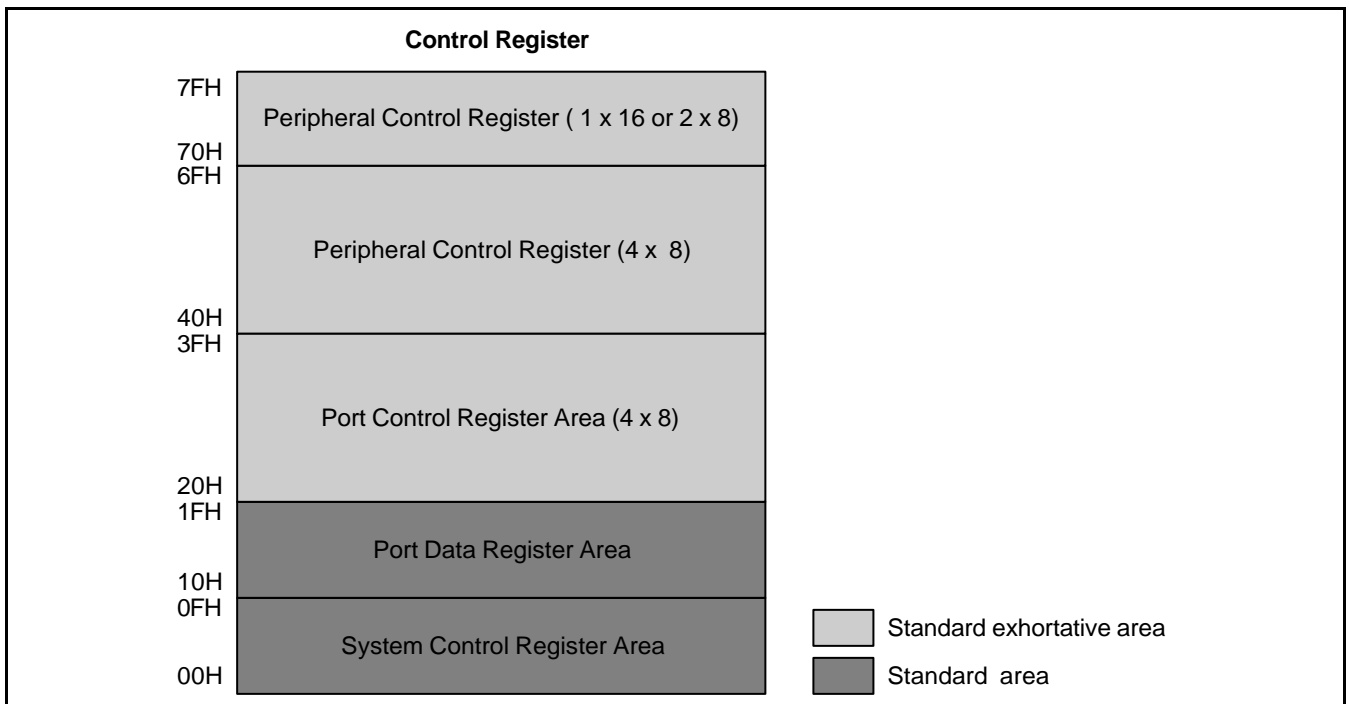 Control Register
7FH
Peripheral Control Register ( 1 x 16 or 2 x 8)
70H
6FH
Peripheral Control Register (4 x 8)
40H
3FH
Port Control Register Area (4 x 8)
20H
1FH
Port Data Register Area
10H
0FH
System Control Register Area
00H
Standard exhortative area
Standard area